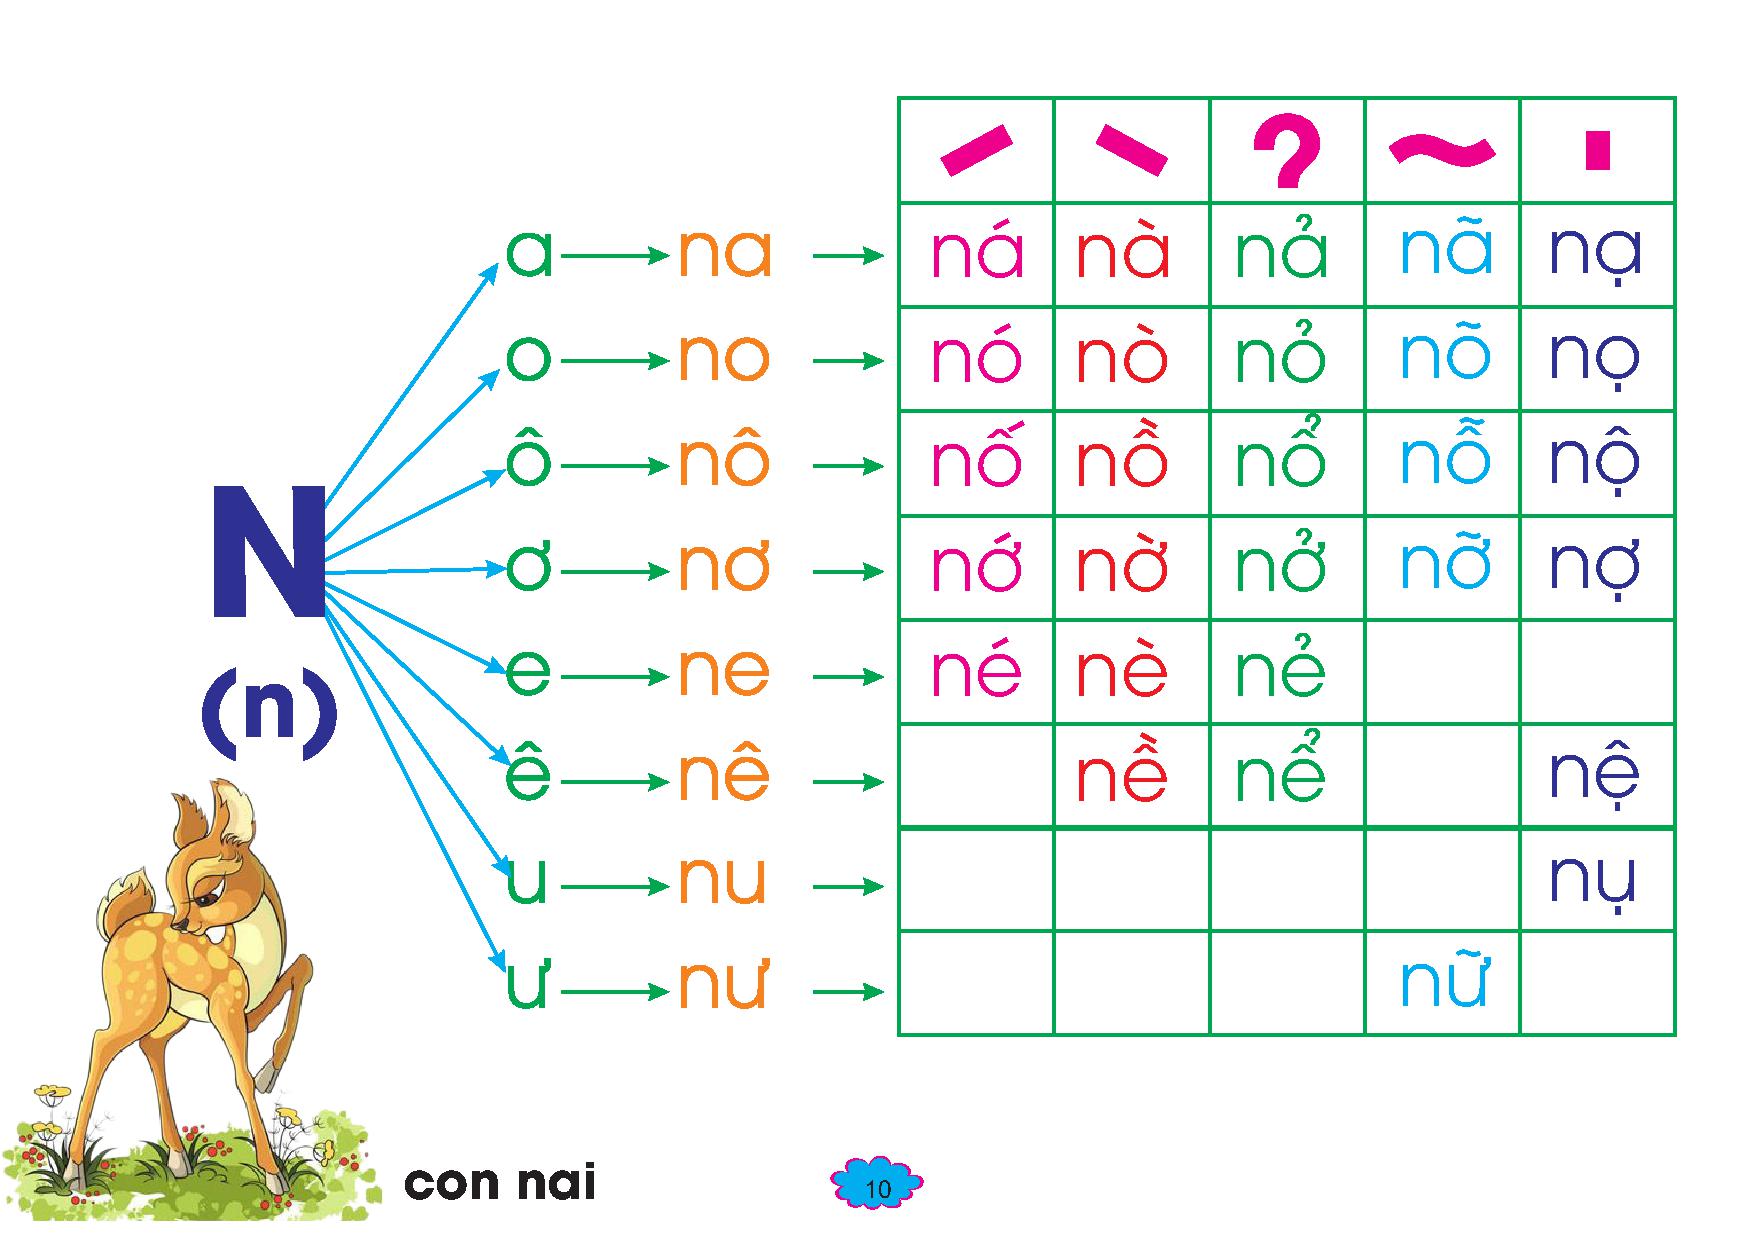 ´ ` ? ~ .
a na ná nà nả nã nạ
o no nó nò nỏ nõ nọ
ô nô nố nồ nổ nỗ nộ
N
ơ nơ nớ nờ nở nỡ nợ
(n)
e ne né nè nẻ
ê nê nề nể nệ
u nu nụ
ư nư nữ
con nai
10